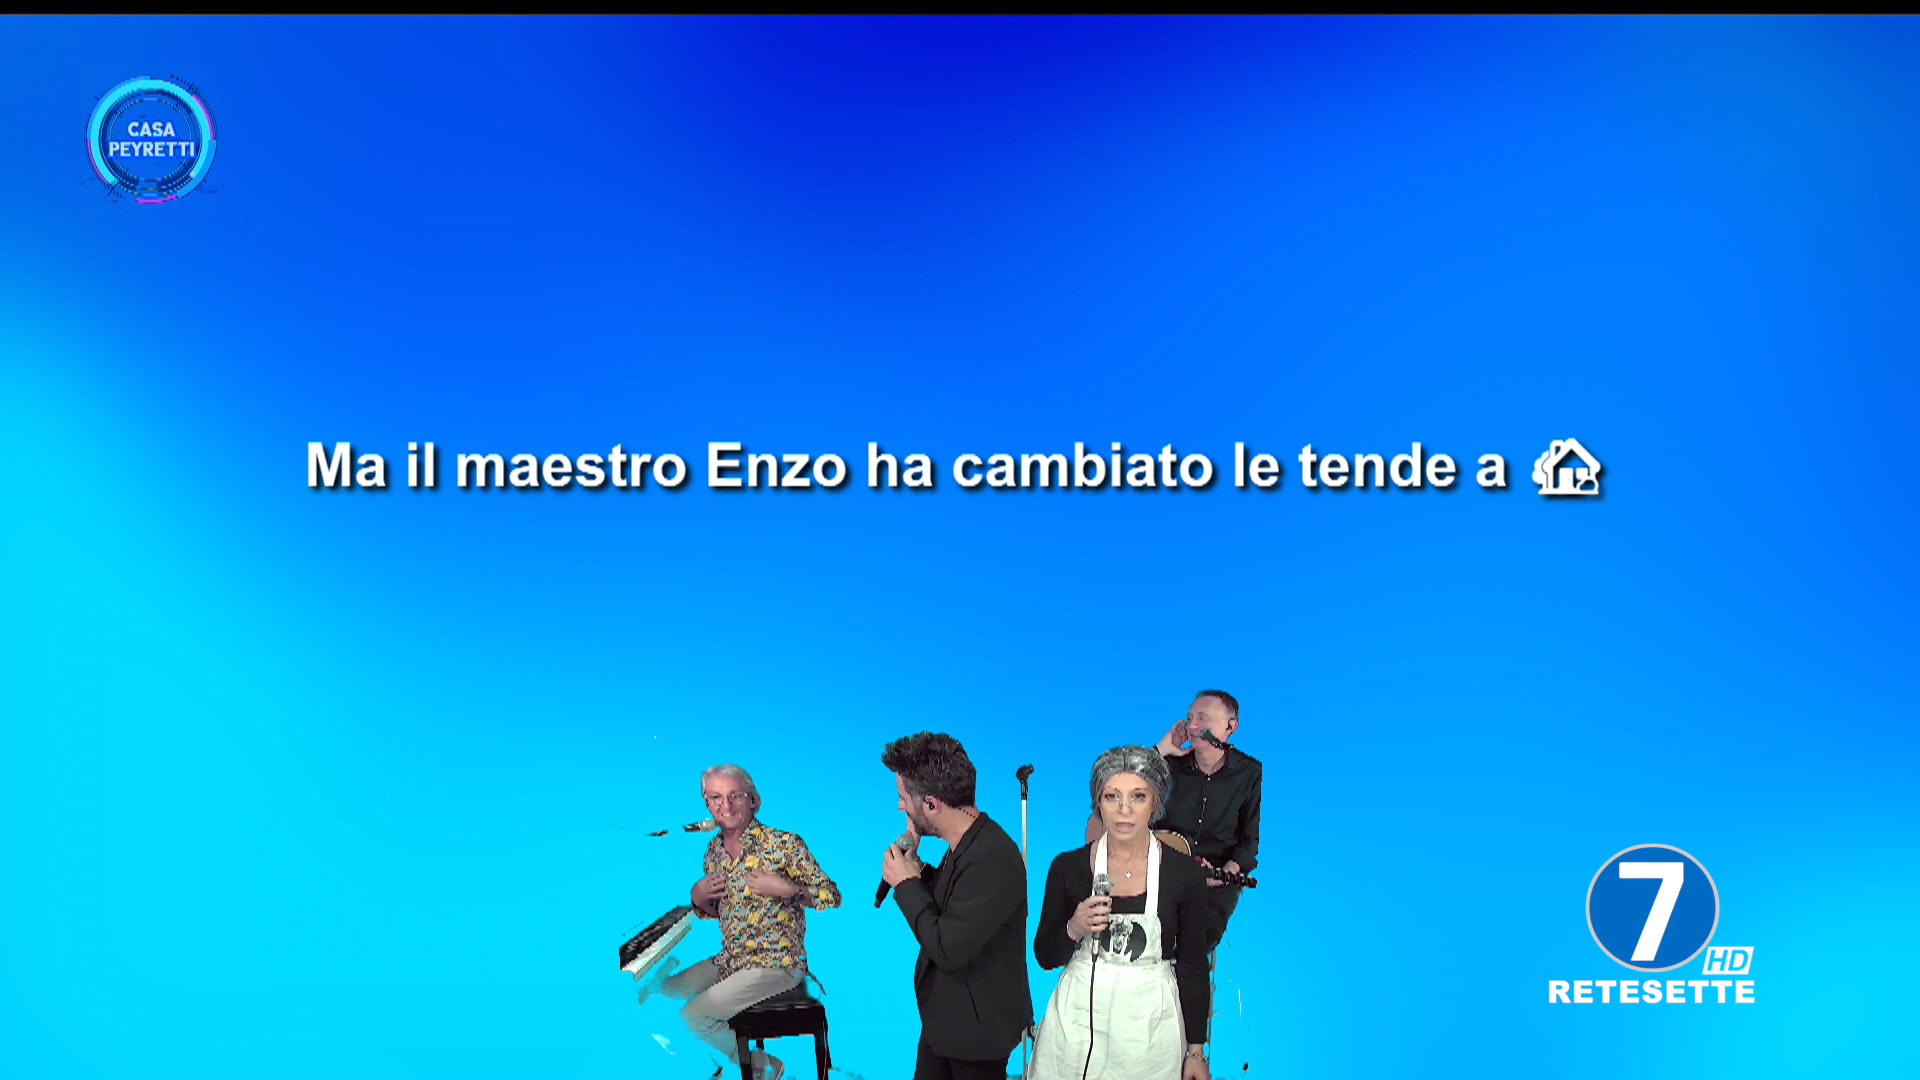 CASA
PEYRETTI
Ma il maestro Enzo ha cambiato le tende a
7
HD
RETESETTE